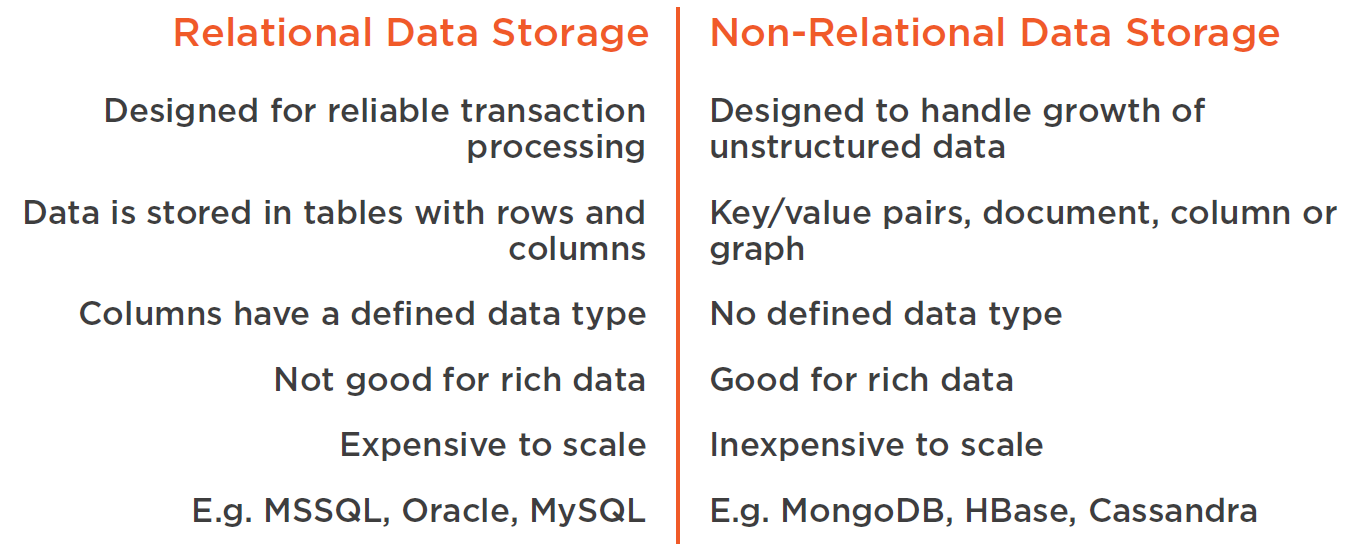 Relational Data Storage
Designed for reliable transaction
processing
Data is stored in tables with rows and
columns
Columns have a defined data type
Not good for rich data
Expensive to scale
E.g. MSSQL, Oracle, MySQL
Non-Relational Data Storage
Designed to handle growth of
unstructured data
Key/value pairs, document, column or
graph
No defined data type
Good for rich data
Inexpensive to scale
E.g. MongoDB, HBase, Cassandra